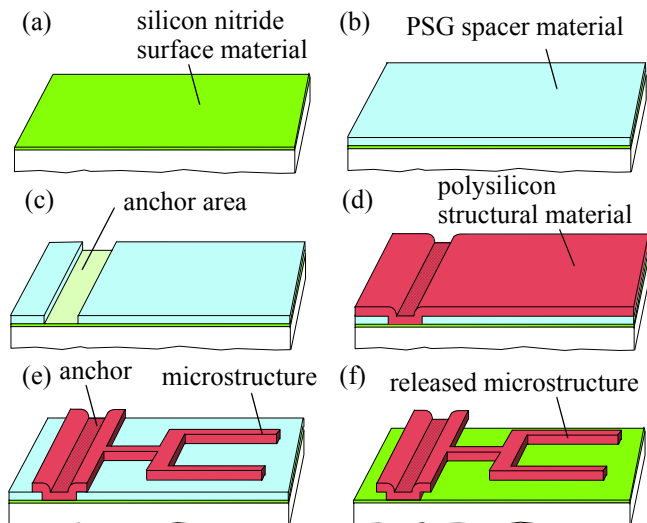 (a)
silicon nitride
surface material
(b)
PSG spacer material
(c)
anchor area
(d)
polysilicon
structural material
(e)
anchor
microstructure
(f)
released microstructure